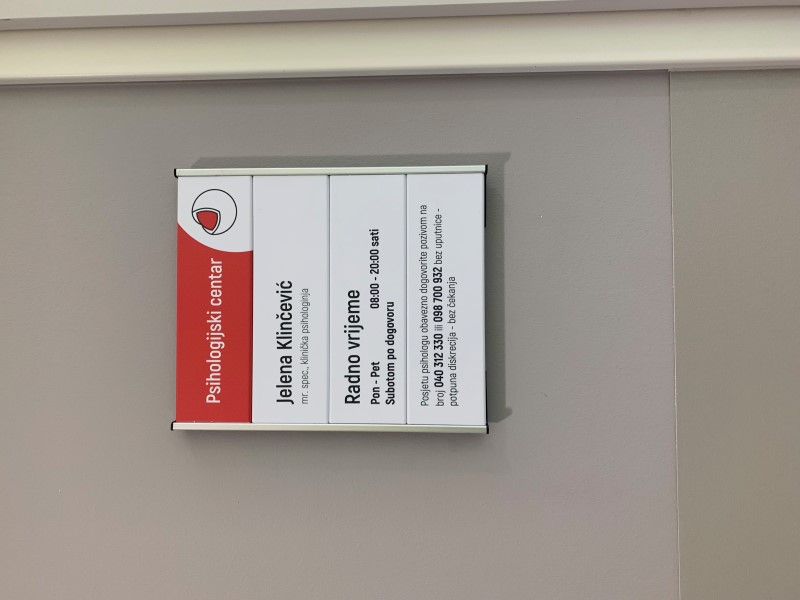 Psihologijski centar
Jelena Klinčević
mr. spec., klinička psihologinja
Radno vrijeme
Pon - Pet 08:00 - 20:00 sati
Subotom po dogovoru
Posjetu psihologu obavezno dogovorite pozivom na
broj 040 312 330 ili 098 700 932 bez uputnice -
potpuna diskrecija - bez čekanja